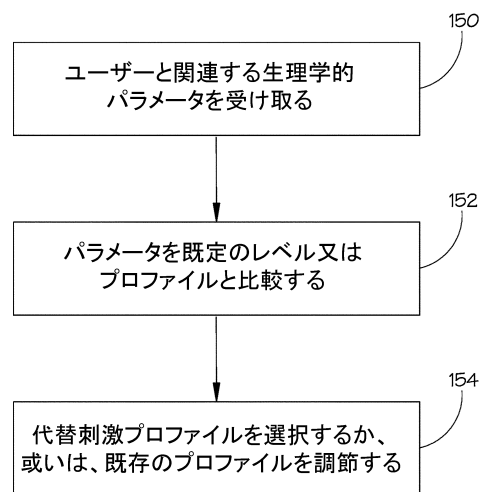 150
ユーザーと関連する生理学的
パラメータを受け取る
152
パラメータを既定のレベル又は
プロファイルと比較する
154
代替刺激プロファイルを選択するか、
或いは、既存のプロファイルを調節する